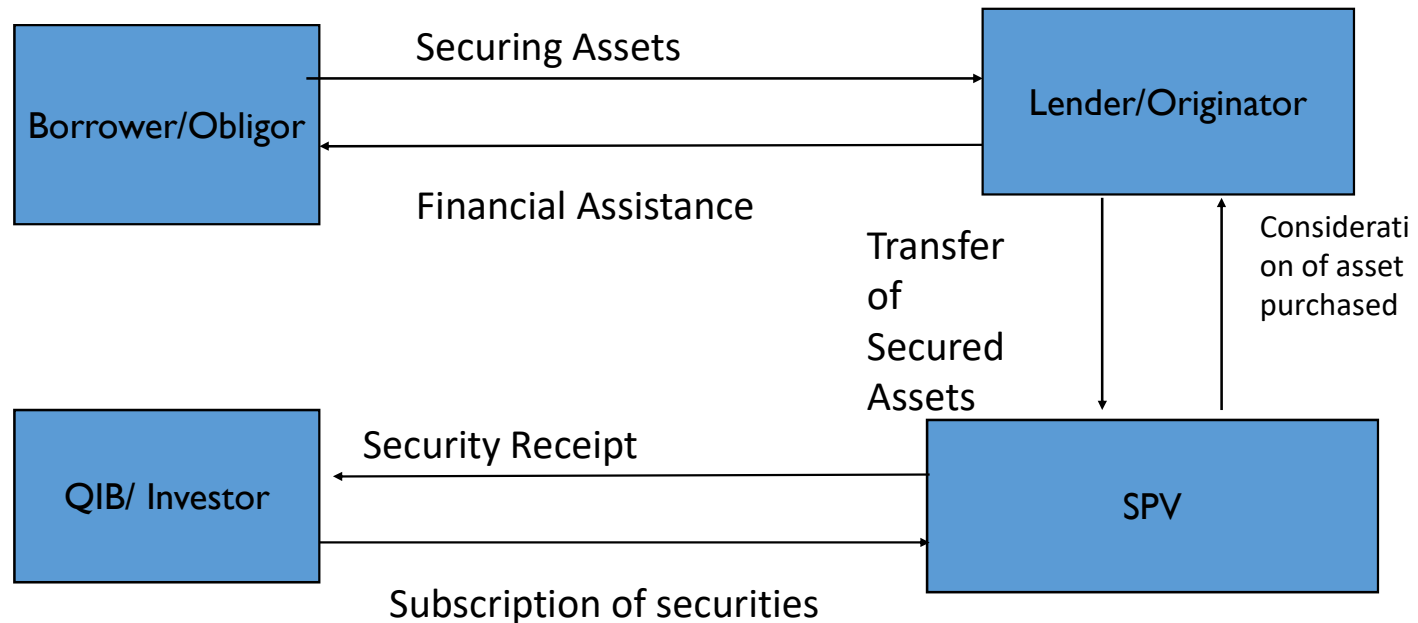 Securing Assets
Borrower/Obligor
Lender/Originator
Financial Assistance
Transfer
of
Secured
Assets
Considerati
on of asset
purchased
Security Receipt
QIB/ Investor
SPV
Subscription of securities